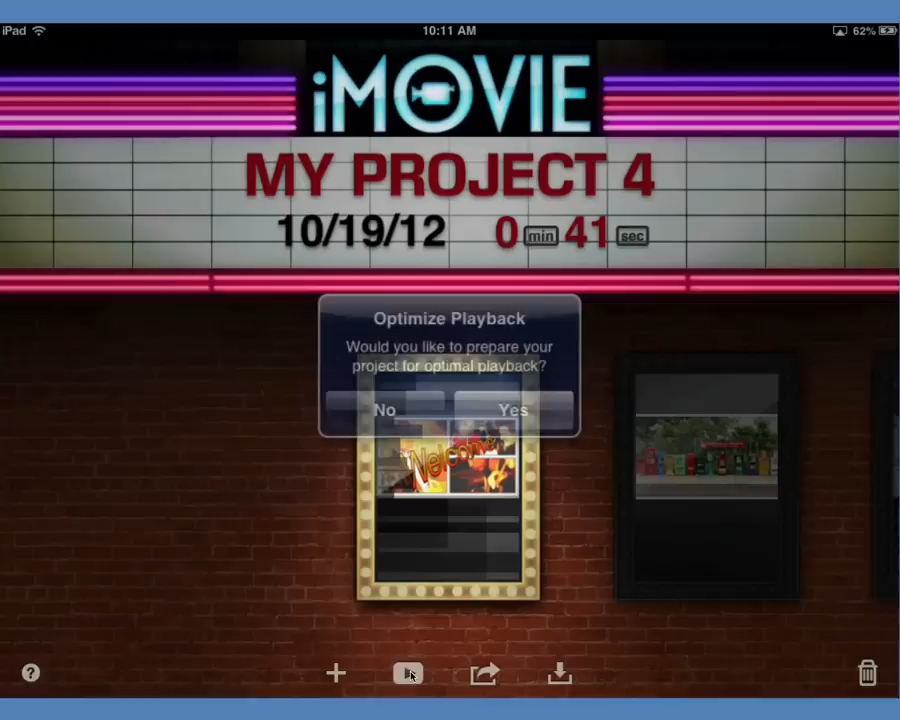 iPad 10:11 AM 62%
iMOVIE
MY PROJECT 4
10/19/12 0 min 41 sec
Optimize Playback
Would you like to prepare your
project for optimal playback?
No Yes
Welcome
?